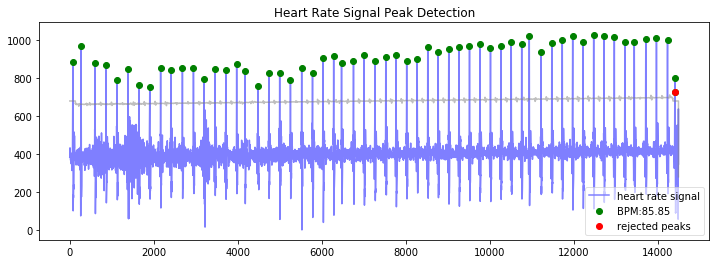 Heart Rate Signal Peak Detection
1000
800
600
400
200
0
heart rate signal
BPM:85.85
rejected peaks
0 2000 4000 6000 8000 10000 12000 14000